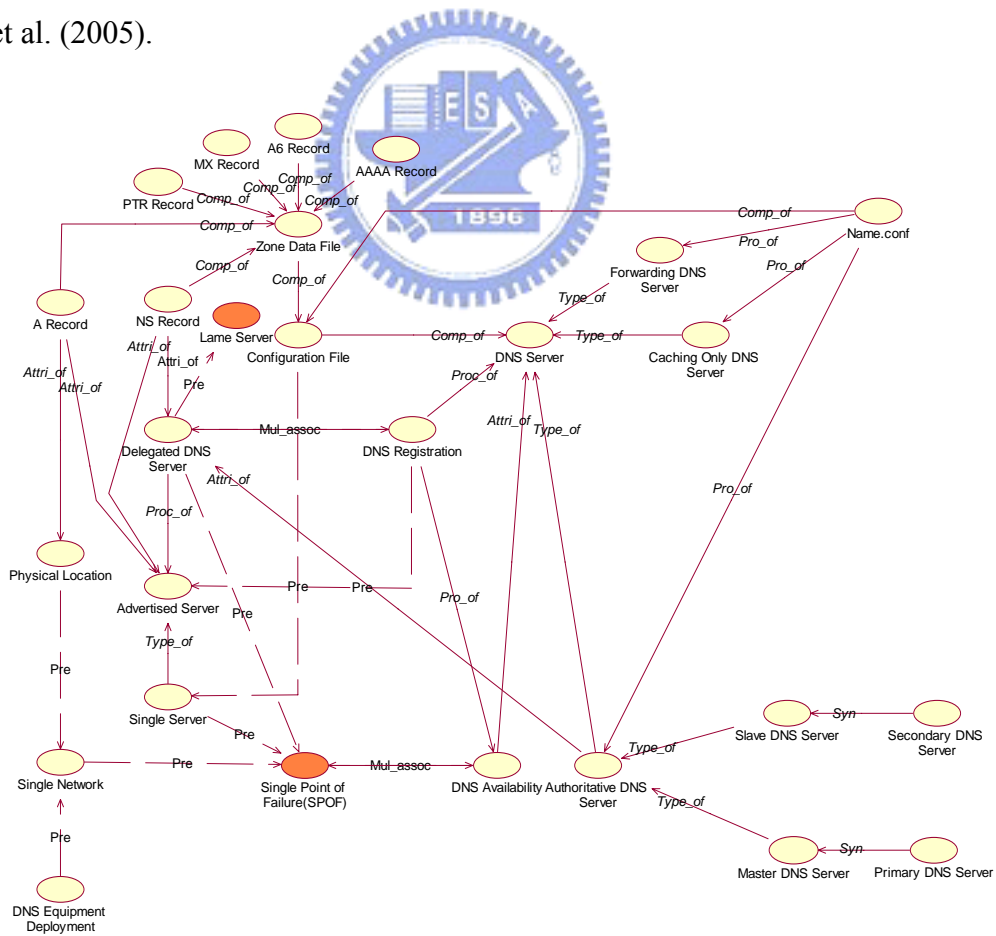 et al. (2005).
E S A
1896
A6 Record
MX Record
AAAA Record
PTR Record
Comp_of
Comp_of
Comp_of
Comp_of
Comp_of
Zone Data File
Comp_of
Name.conf
Pro_of
Forwarding DNS
Server
Comp_of
Comp_of
Pro_of
Type_of
A Record
NS Record
Lame Server
Configuration File
Comp_of
DNS Server
Type_of
Caching Only DNS
Server
Attri_of
Attri_of
Attri_of
Attri_of
Pre
Proc_of
Delegated DNS
Server
Mul_assoc
DNS Registration
Attri_of
Type_of
Attri_of
Pro_of
Proc_of
Physical Location
Advertised Server
Pre
Pre
Pre
Pro_of
Type_of
Pre
Single Server
Pre
Slave DNS Server
Syn
Secondary DNS
Server
Type_of
Single Network
Pre
Single Point of
Failure(SPOF)
Mul_assoc
DNS Availability
Authoritative DNS
Server
Type_of
Pre
Master DNS Server
Syn
Primary DNS Server
DNS Equipment
Deployment